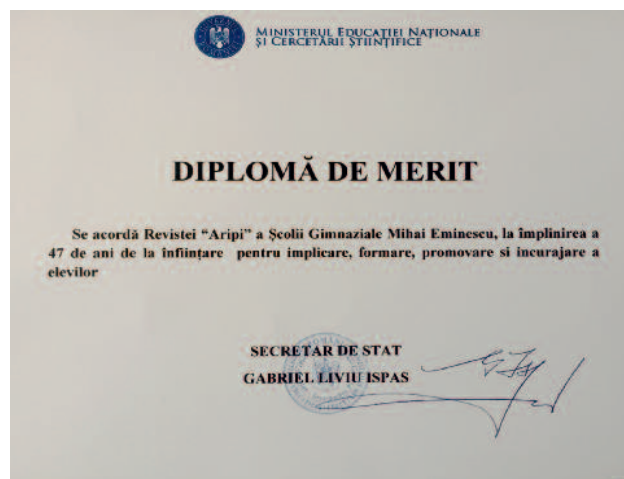 MINISTERUL EDUCAȚIEI NAȚIONALE
ȘI CERCETĂRII ȘTIINȚIFICE
DIPLOMĂ DE MERIT
Se acordă Revistei “Aripi” a Școlii Gimnaziale Mihai Eminescu, la împlinirea a
47 de ani de la înființare pentru implicare, formare, promovare si incurajare a
elevilor
SECRETAR DE STAT
GABRIEL LIVIU ISPAS